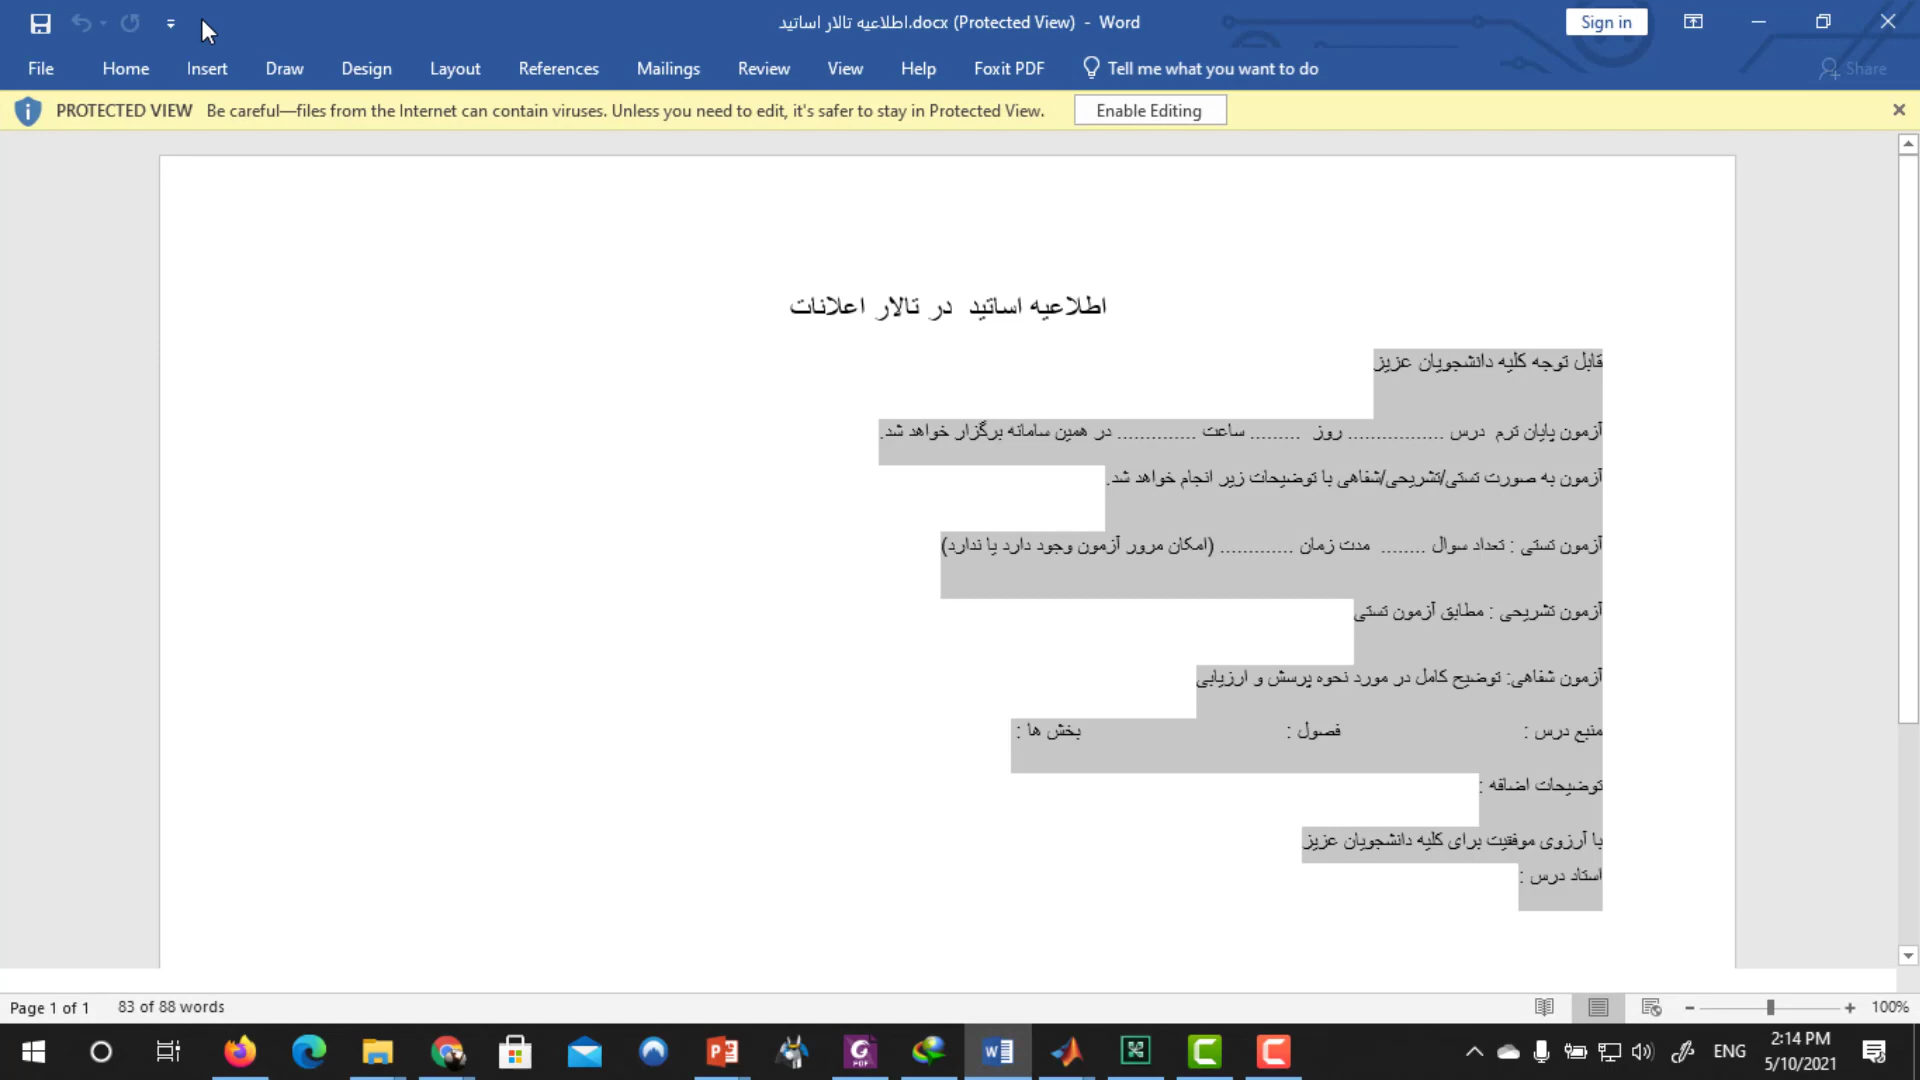 اطلاعیه تالار اساتید.docx (Protected View) - Word
Sign in
File Home Insert Draw Design Layout References Mailings Review View Help Foxit PDF Tell me what you want to do Share
PROTECTED VIEW Be careful—files from the Internet can contain viruses. Unless you need to edit, it's safer to stay in Protected View. Enable Editing
اطلاعیه اساتید در تالار اعلانات
قابل توجه کلیه دانشجویان عزیز
آزمون پایان ترم درس ................. روز ......... ساعت .............. در همین سامانه برگزار خواهد شد.
آزمون به صورت تستی/تشریحی/شفاهی با توضیحات زیر انجام خواهد شد.
آزمون تستی : تعداد سوال ........ مدت زمان ............. (امکان مرور آزمون وجود دارد یا ندارد)
آزمون تشریحی : مطابق آزمون تستی
آزمون شفاهی: توضیح کامل در مورد نحوه پرسش و ارزیابی
منبع درس : فصول : بخش ها :
توضیحات اضافه :
با آرزوی موفقیت برای کلیه دانشجویان عزیز
استاد درس :
Page 1 of 1 83 of 88 words 100%
ENG 2:14 PM
5/10/2021